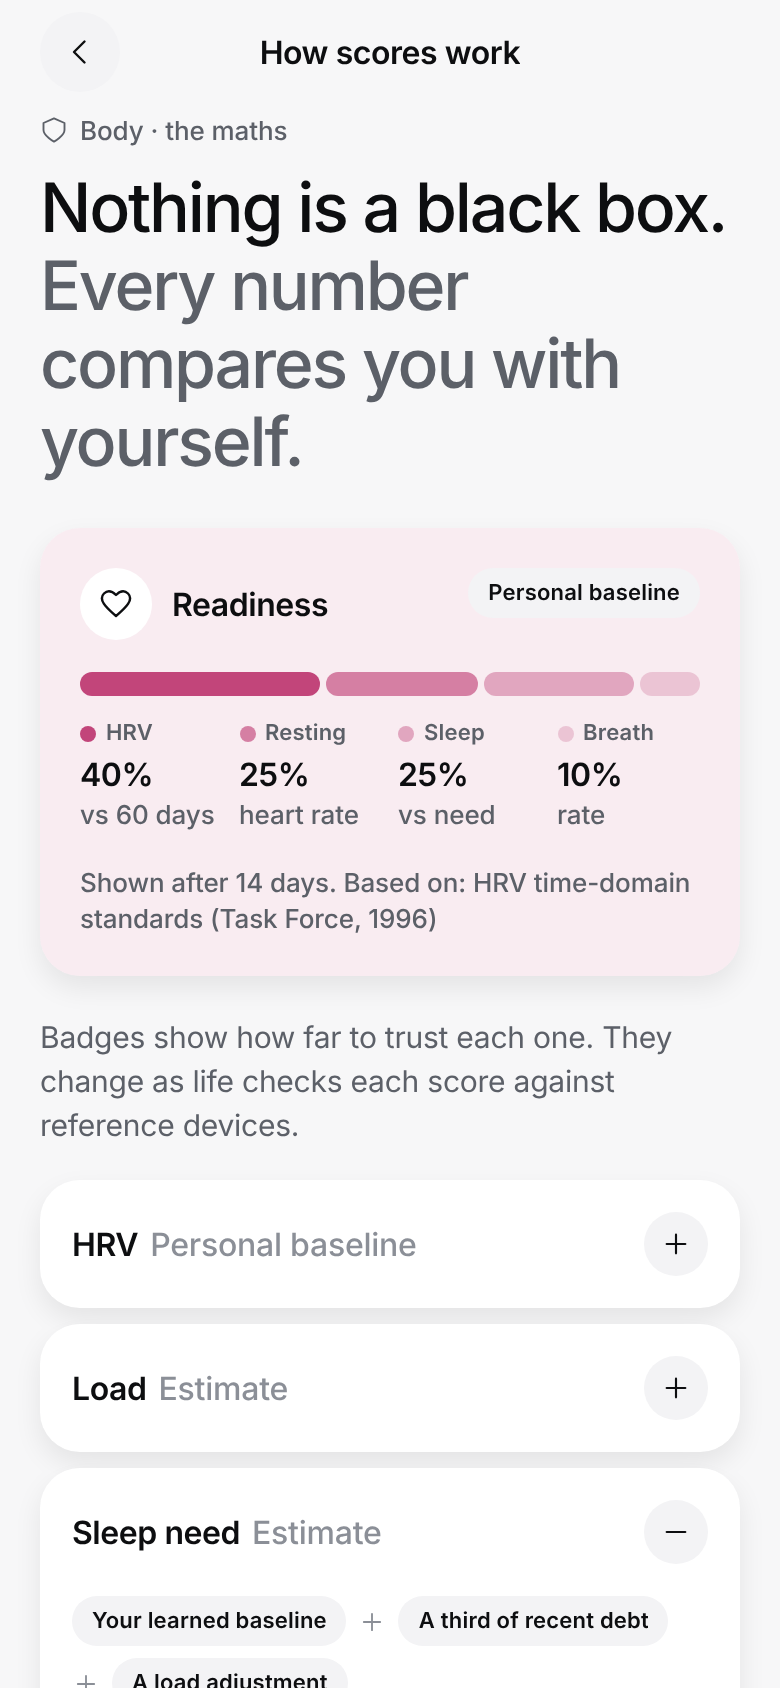 How scores work
Body · the maths
Nothing is a black box.
Every number
compares you with
yourself.
Readiness
Personal baseline
HRV
40%
vs 60 days
Resting
25%
heart rate
Sleep
25%
vs need
Breath
10%
rate
Shown after 14 days. Based on: HRV time-domain
standards (Task Force, 1996)
Badges show how far to trust each one. They
change as life checks each score against
reference devices.
HRV Personal baseline
Load Estimate
Sleep need Estimate
Your learned baseline + A third of recent debt
+ A load adjustment